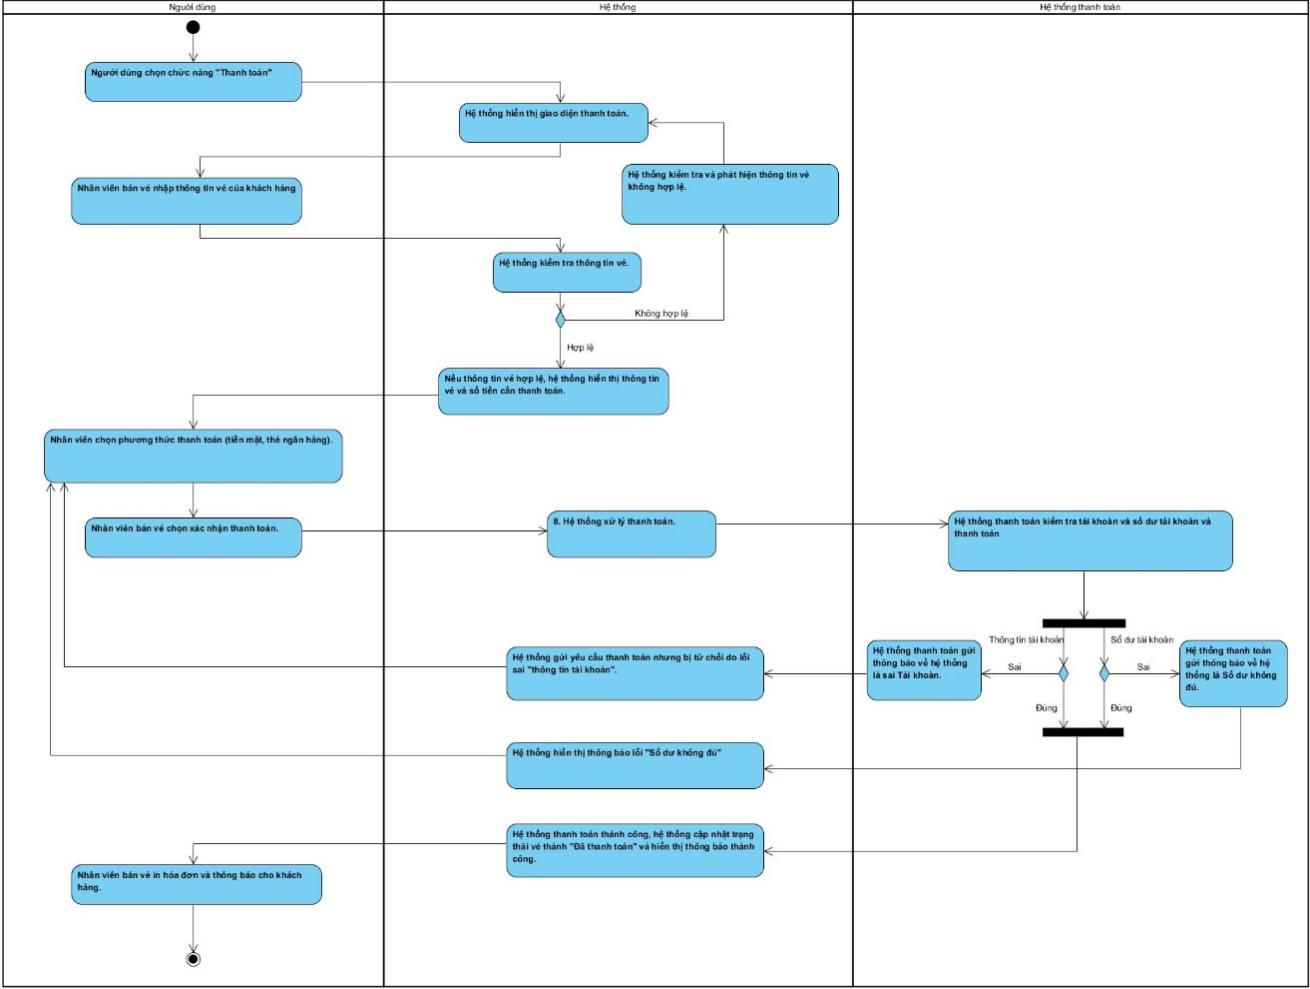 Người dùng
Hệ thống
Hệ thống thanh toán
Người dùng chọn chức năng "Thanh toán"
Hệ thống hiển thị giao diện thanh toán.
Hệ thống kiểm tra và phát hiện thông tin vé
không hợp lệ.
Nhân viên bán vé nhập thông tin vé của khách hàng
Hệ thống kiểm tra thông tin vé.
Không hợp lệ
Hợp lệ
Nếu thông tin vé hợp lệ, hệ thống hiển thị thông tin
vé và số tiền cần thanh toán.
Nhân viên chọn phương thức thanh toán (tiền mặt, thẻ ngân hàng).
Nhân viên bán vé chọn xác nhận thanh toán.
8. Hệ thống xử lý thanh toán.
Hệ thống thanh toán kiểm tra tài khoản và số dư tài khoản và
thanh toán
Thông tin tài khoản
Số dư tài khoản
Hệ thống gửi yêu cầu thanh toán nhưng bị từ chối do lỗi
sai "thông tin tài khoản".
Hệ thống thanh toán gửi
thông báo về hệ thống
là sai Tài khoản.
Sai
Sai
Hệ thống thanh toán
gửi thông báo về hệ
thống là Số dư không
đủ.
Đúng
Đúng
Hệ thống hiển thị thông báo lỗi "Số dư không đủ"
Hệ thống thanh toán thành công, hệ thống cập nhật trạng
thái vé thành "Đã thanh toán" và hiển thị thông báo thành
công.
Nhân viên bán vé in hóa đơn và thông báo cho khách
hàng.